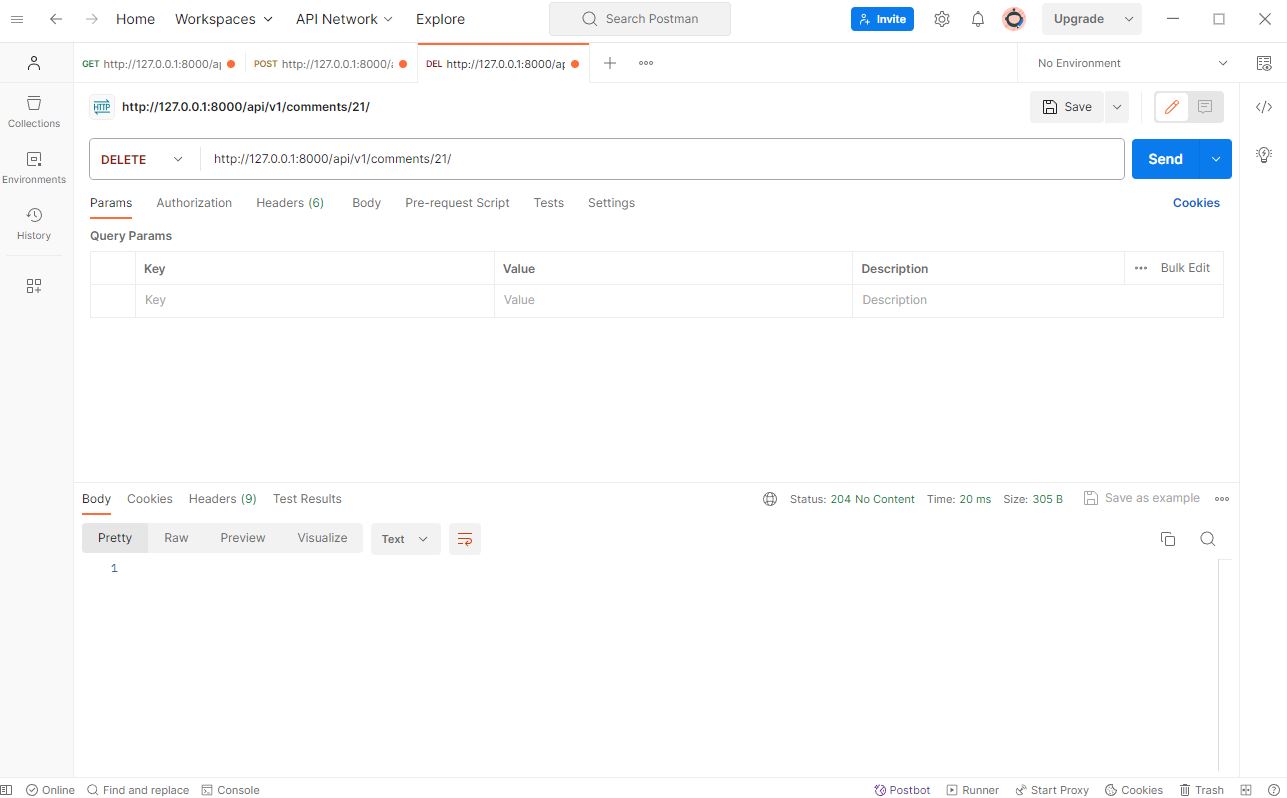 Home Workspaces API Network Explore Search Postman Invite Upgrade
GET http://127.0.0.1:8000/a POST http://127.0.0.1:8000/ DEL http://127.0.0.1:8000/ap No Environment
HTTP http://127.0.0.1:8000/api/v1/comments/21/ Save
Collections
DELETE http://127.0.0.1:8000/api/v1/comments/21/ Send
Environments
Params Authorization Headers (6) Body Pre-request Script Tests Settings Cookies
History
Query Params
Key Value Description Bulk Edit
Key Value Description
Body Cookies Headers (9) Test Results Status: 204 No Content Time: 20 ms Size: 305 B Save as example
Pretty Raw Preview Visualize Text
1
Online Find and replace Console Postbot Runner Start Proxy Cookies Trash